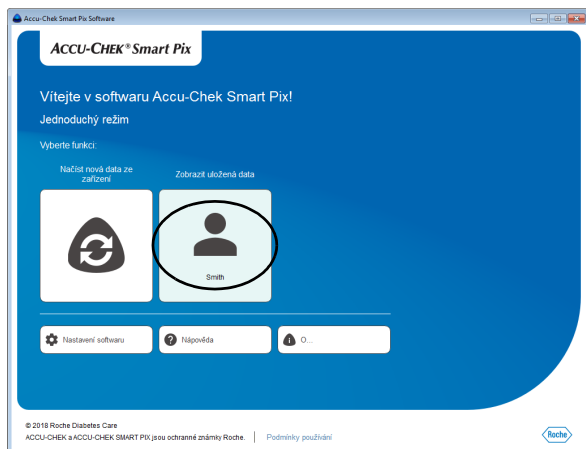 Accu-Chek Smart Pix Software
ACCU-CHEK® Smart Pix
Vítejte v softwaru Accu-Chek Smart Pix!
Jednoduchý režim
Vyberte funkci:
Načíst nová data ze
zařízení
Zobrazit uložená data
Smith
Nastavení softwaru
Nápověda
O...
© 2018 Roche Diabetes Care
ACCU-CHEK a ACCU-CHEK SMART PIX jsou ochranné známky Roche.
Podmínky používání
Roche